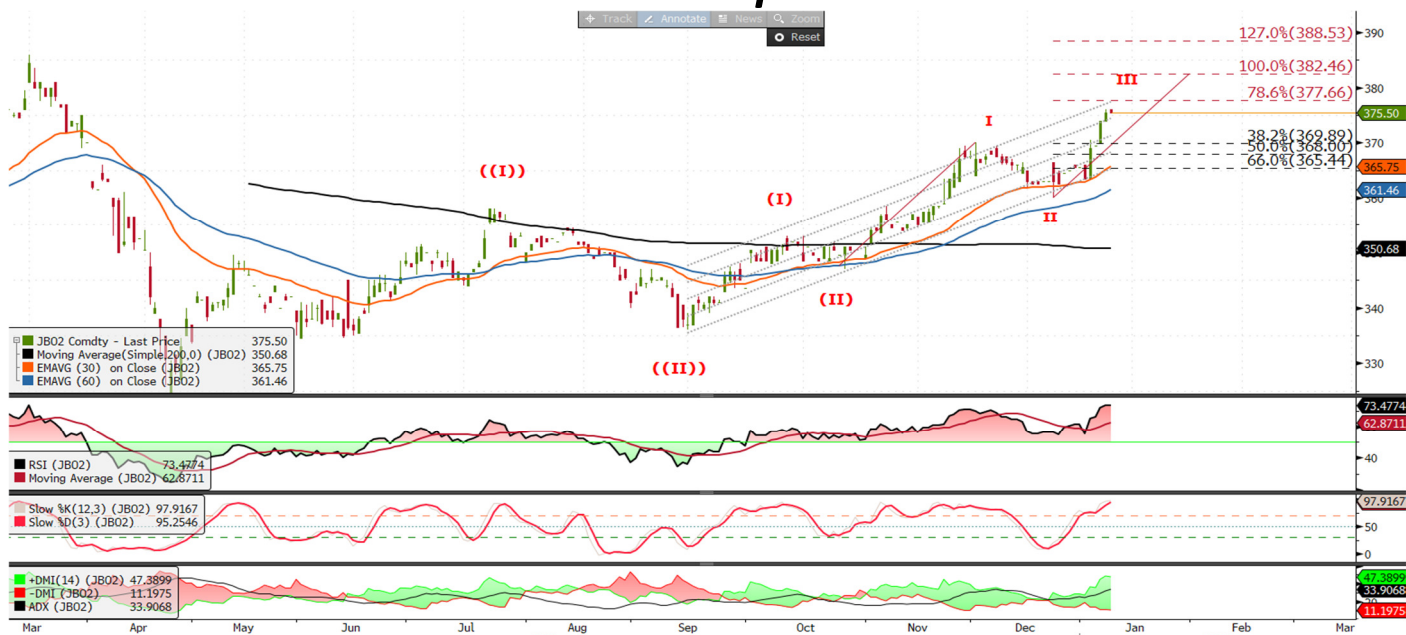 Track Annotate News Zoom
Reset
390
380
370
360
350
340
330
127.0%(388.53)
100.0%(382.46)
78.6%(377.66)
38.2%(369.89)
50.0%(368.00)
66.0%(365.44)
375.50
365.75
361.46
350.68
((I))
((II))
(I)
(II)
I
II
III
JB02 Comdty - Last Price 375.50
Moving Average(Simple,200,0) (JB02) 350.68
EMAVG (30) on Close (JB02) 365.75
EMAVG (60) on Close (JB02) 361.46
73.4774
62.8711
40
RSI (JB02) 73.4774
Moving Average (JB02) 62.8711
97.9167
50
0
Slow %K(12,3) (JB02) 97.9167
Slow %D(3) (JB02) 95.2546
47.3899
33.9068
11.1975
+DMI(14) (JB02) 47.3899
-DMI (JB02) 11.1975
ADX (JB02) 33.9068
Mar Apr May Jun Jul Aug Sep Oct Nov Dec Jan Feb Mar